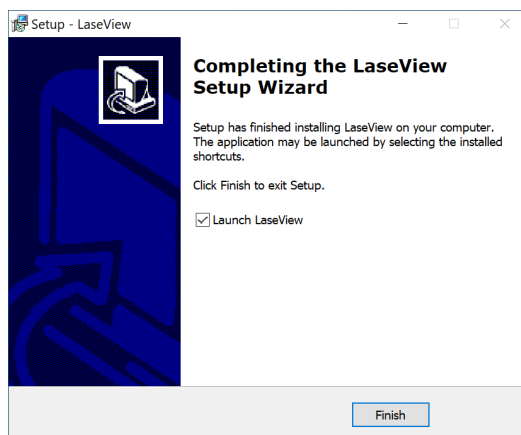 Setup - LaseView
Completing the LaseView
Setup Wizard
Setup has finished installing LaseView on your computer.
The application may be launched by selecting the installed
shortcuts.
Click Finish to exit Setup.
Launch LaseView
Finish